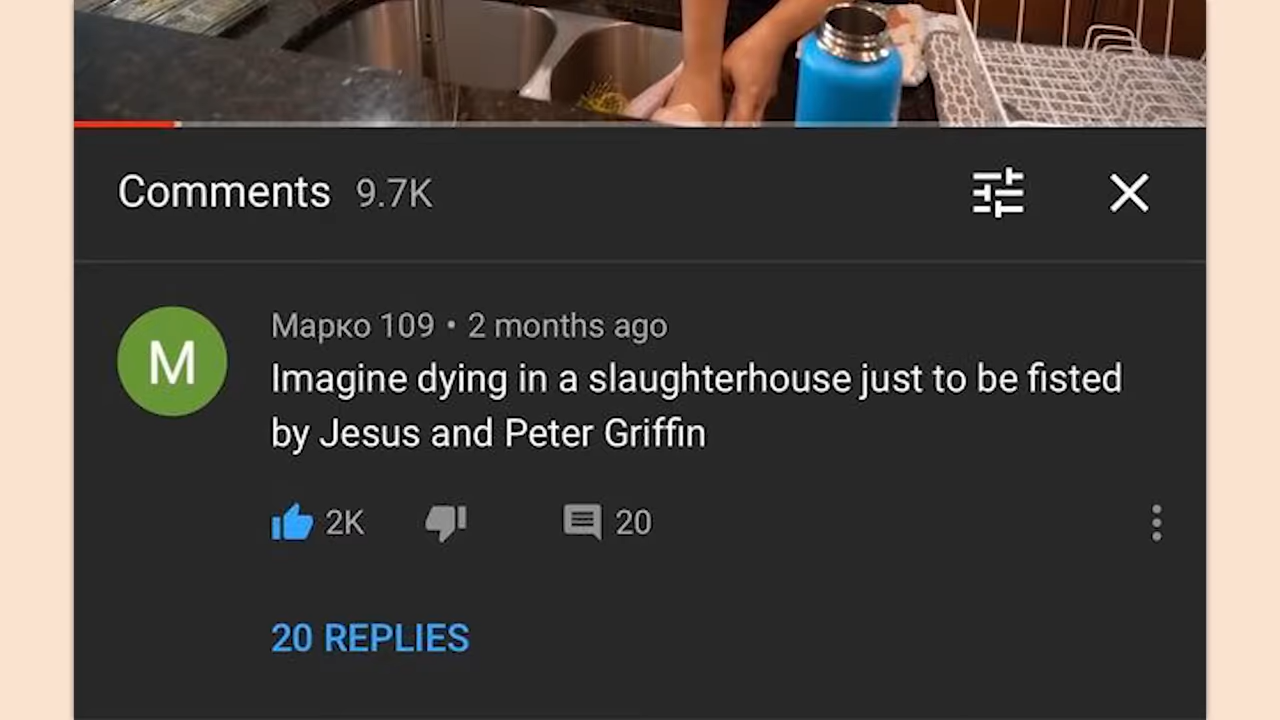 Comments 9.7K
M
Марко 109 • 2 months ago
Imagine dying in a slaughterhouse just to be fisted
by Jesus and Peter Griffin
2K 20
20 REPLIES